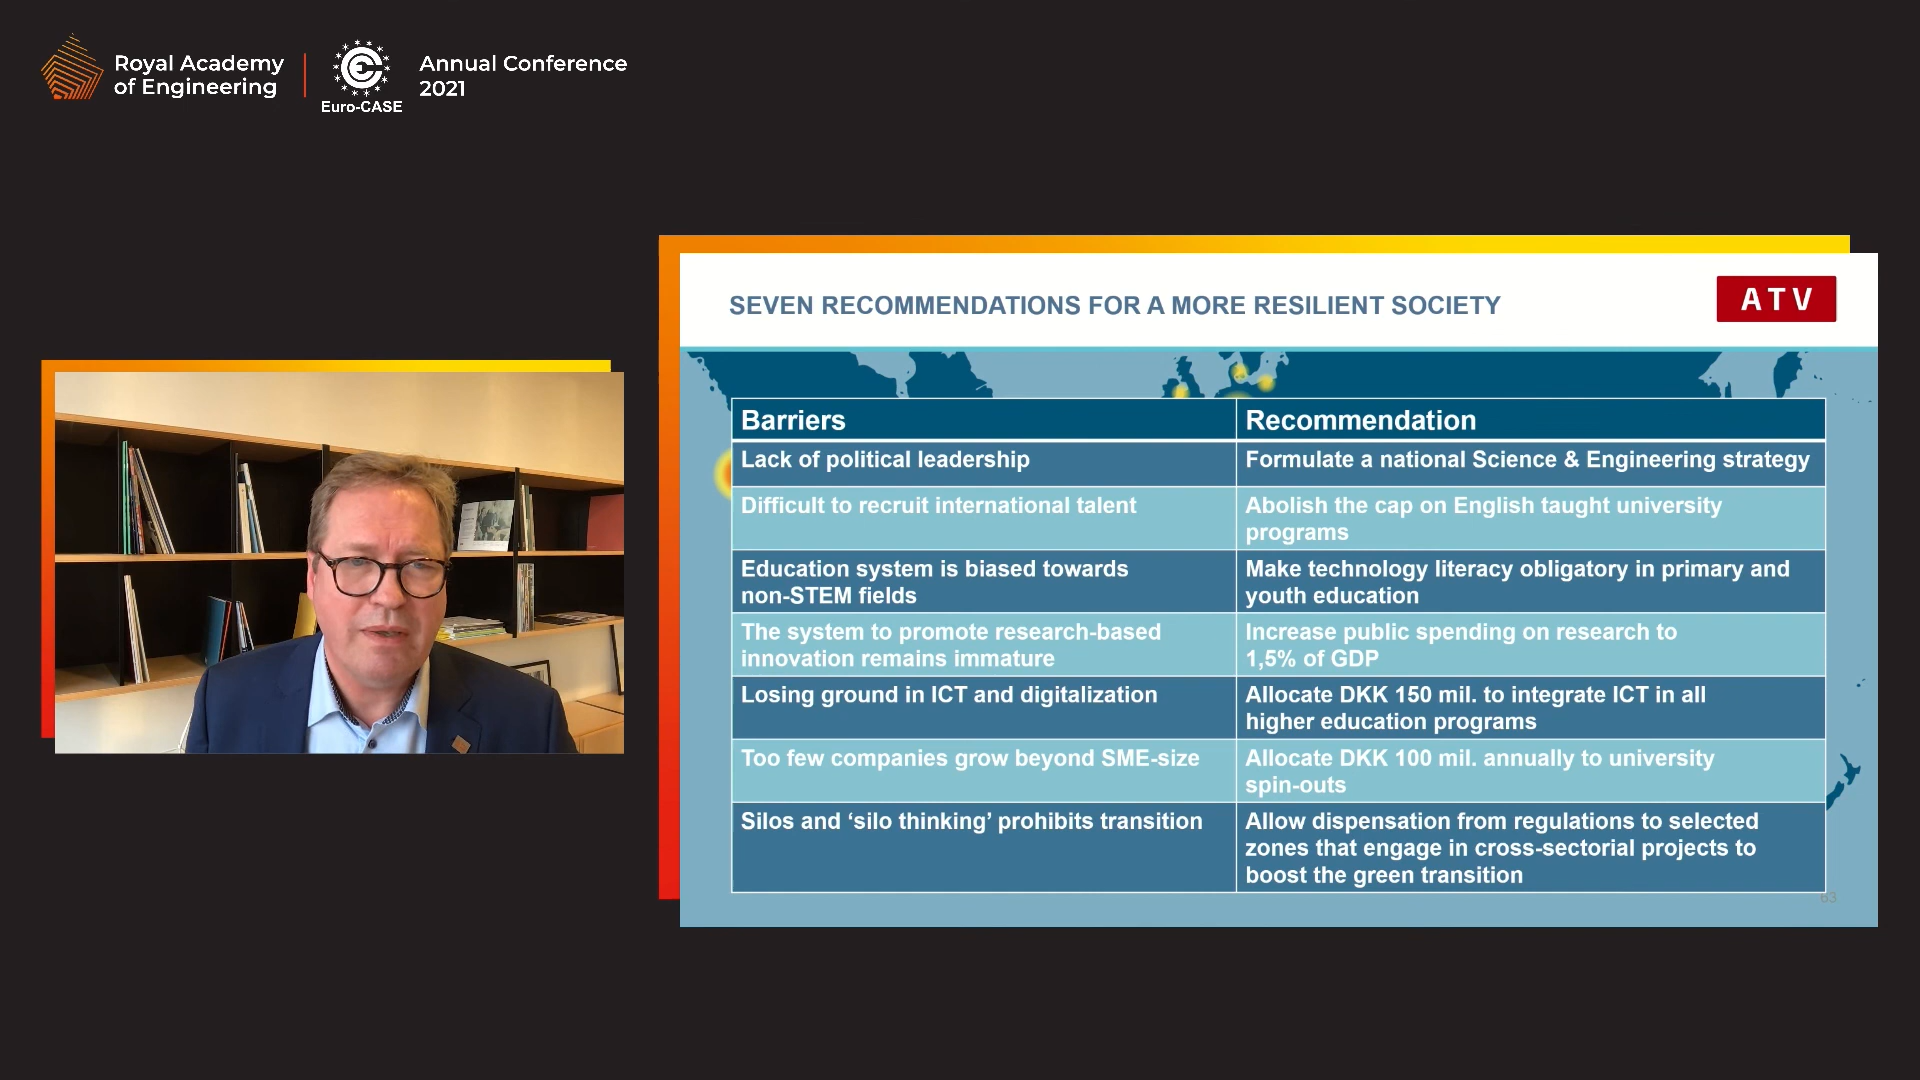 Royal Academy
of Engineering
Euro-CASE
Annual Conference
2021
SEVEN RECOMMENDATIONS FOR A MORE RESILIENT SOCIETY
ATV
Barriers
Recommendation
Lack of political leadership
Formulate a national Science & Engineering strategy
Difficult to recruit international talent
Abolish the cap on English taught university
programs
Education system is biased towards
non-STEM fields
Make technology literacy obligatory in primary and
youth education
The system to promote research-based
innovation remains immature
Increase public spending on research to
1,5% of GDP
Losing ground in ICT and digitalization
Allocate DKK 150 mil. to integrate ICT in all
higher education programs
Too few companies grow beyond SME-size
Allocate DKK 100 mil. annually to university
spin-outs
Silos and ‘silo thinking’ prohibits transition
Allow dispensation from regulations to selected
zones that engage in cross-sectorial projects to
boost the green transition
63